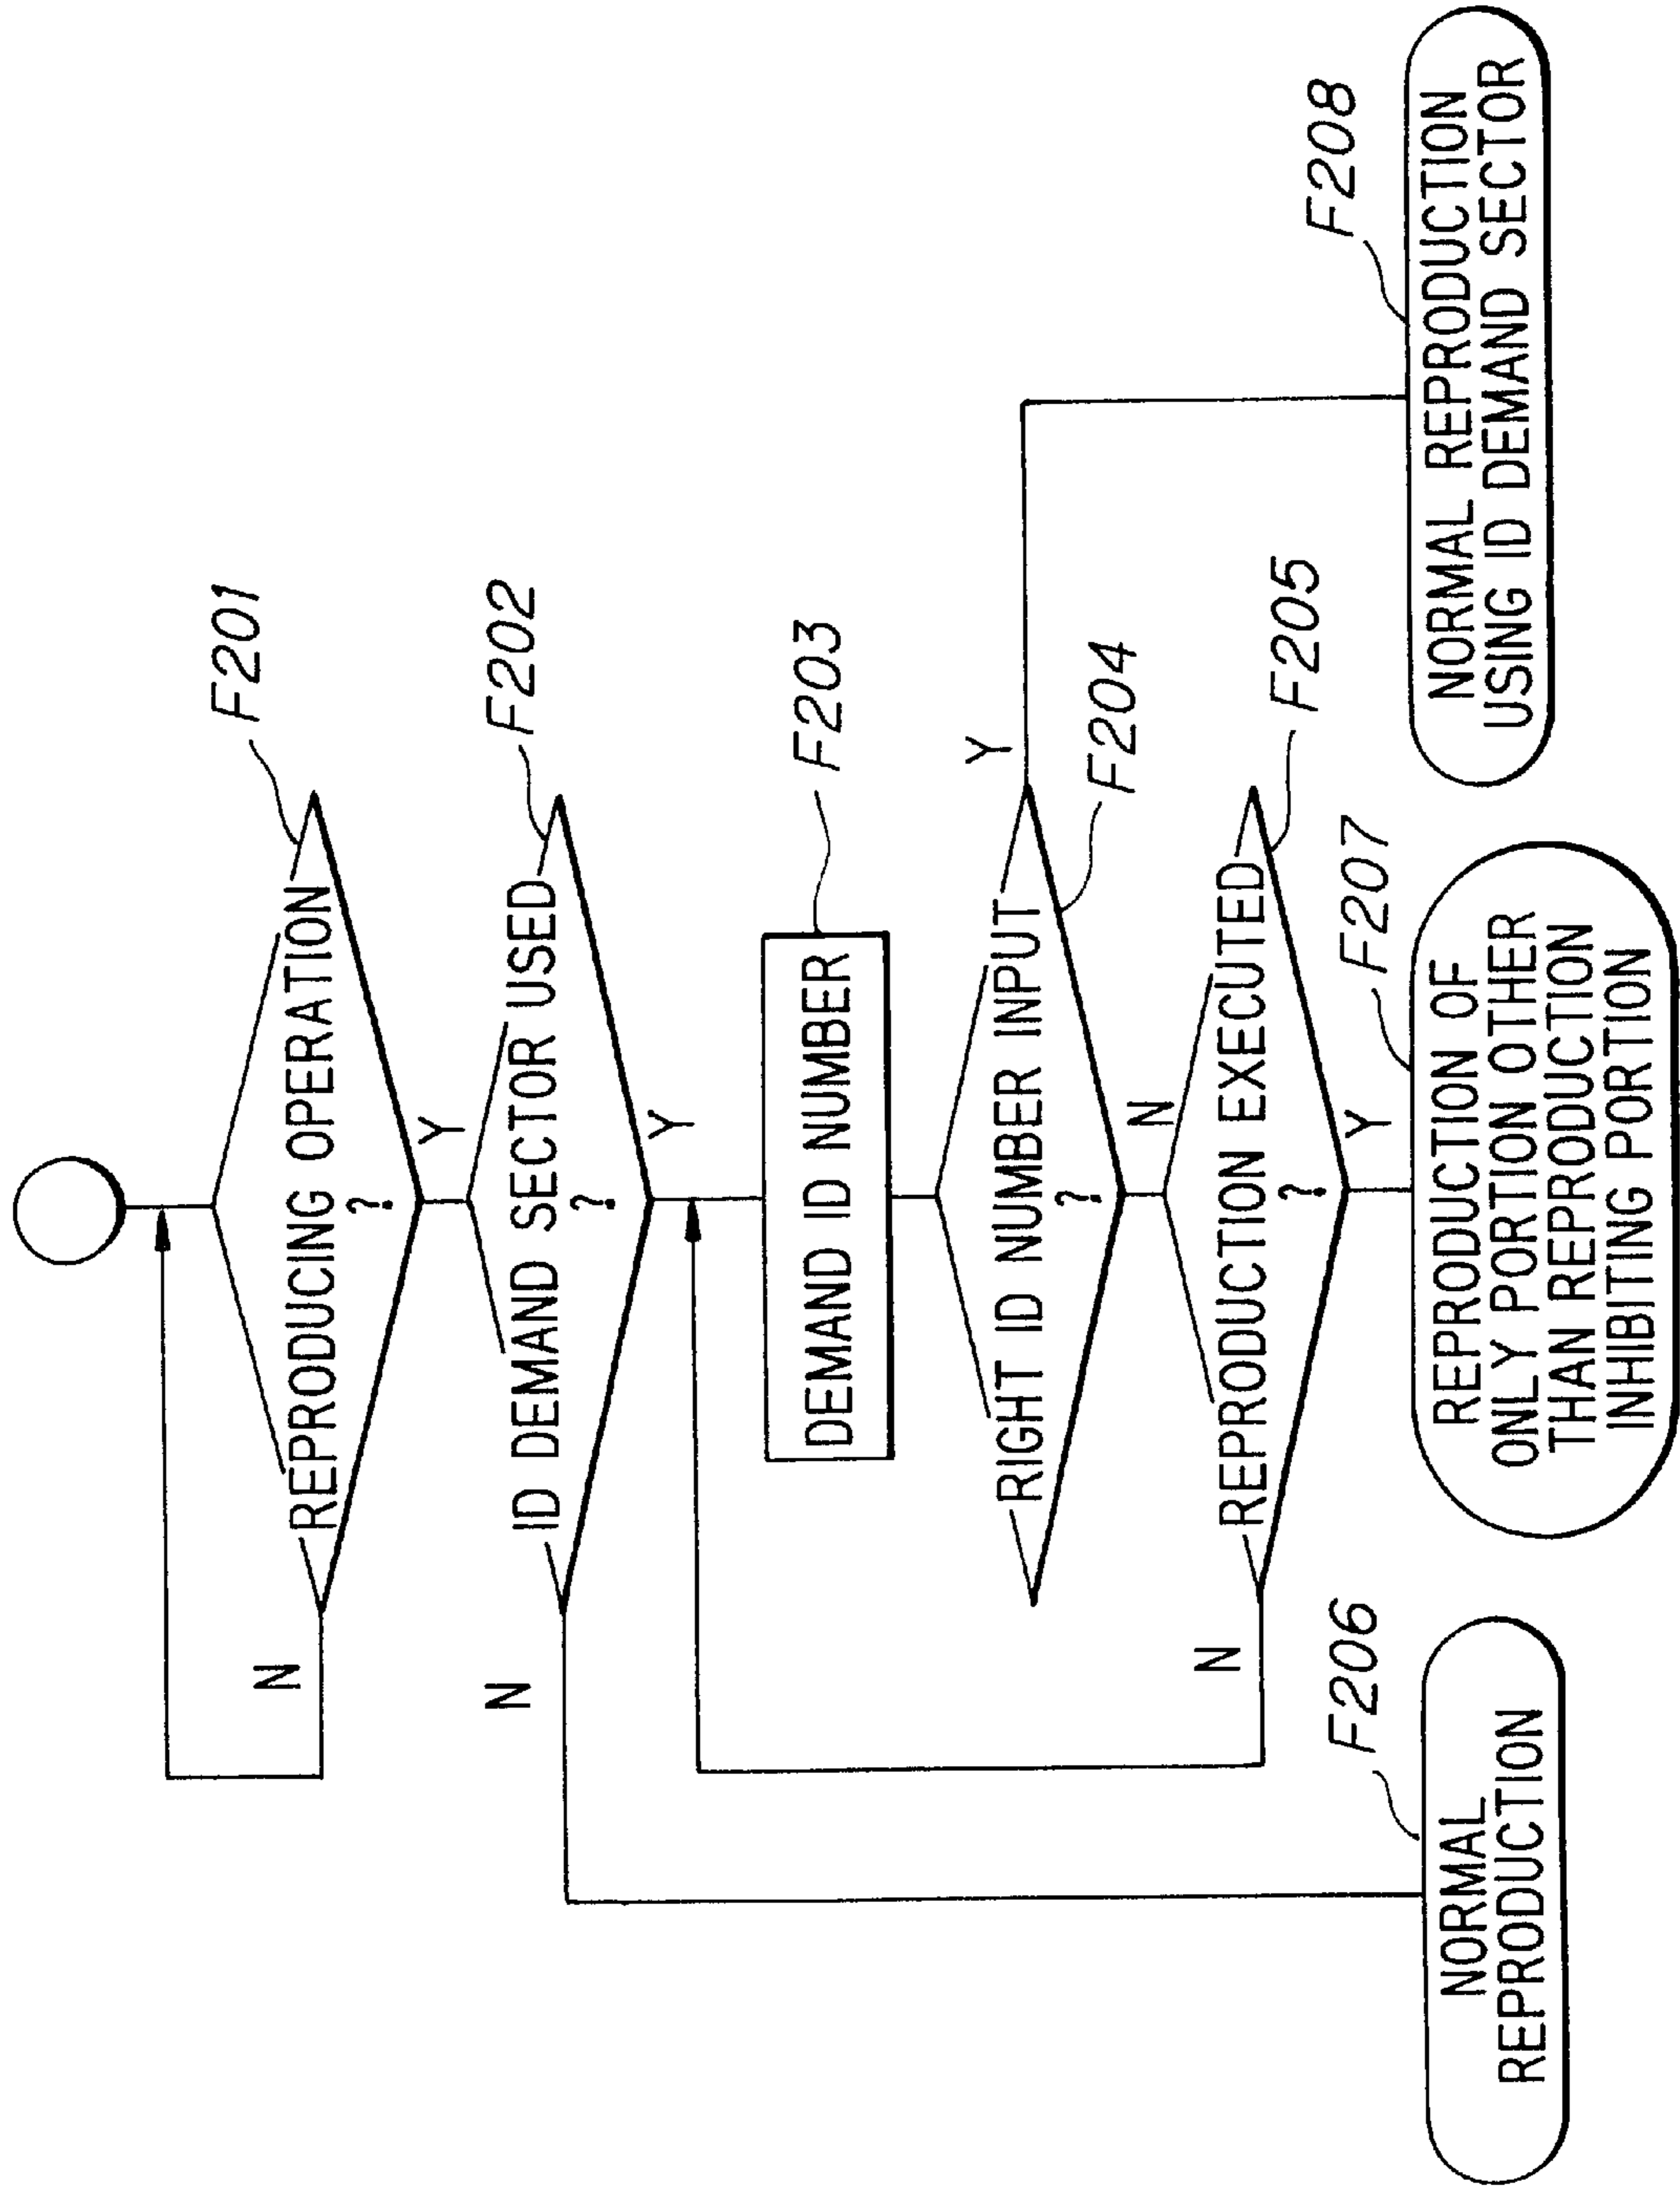 F201
REPRODUCING OPERATION
?
N
Y
F202
ID DEMAND SECTOR USED
?
N
Y
F203
DEMAND ID NUMBER
Y
RIGHT ID NUMBER INPUT
?
F204
N
REPRODUCTION EXECUTED
?
F205
N
Y
F206
NORMAL
REPRODUCTION
F207
REPRODUCTION OF
ONLY PORTION OTHER
THAN REPRODUCTION
INHIBITING PORTION
F208
NORMAL REPRODUCTION
USING ID DEMAND SECTOR